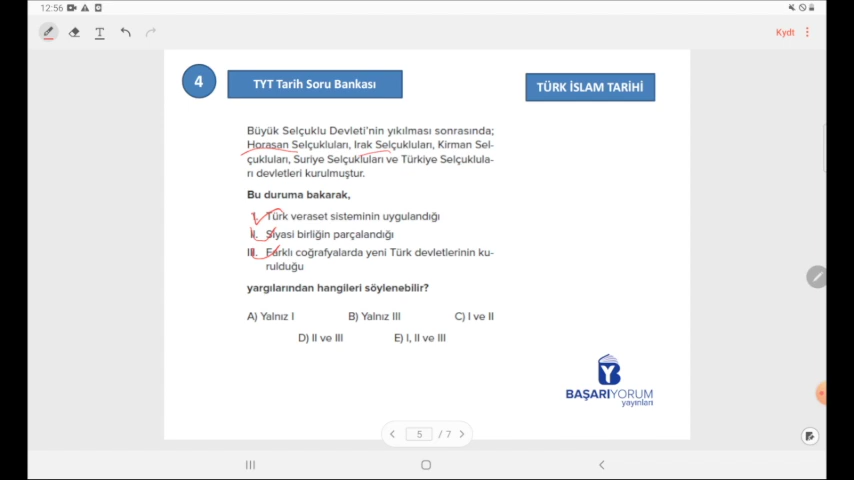 12:56
Kydt
4
TYT Tarih Soru Bankası
TÜRK İSLAM TARİHİ
Büyük Selçuklu Devleti'nin yıkılması sonrasında;
Horasan Selçukluları, Irak Selçukluları, Kirman Sel-
çukluları, Suriye Selçukluları ve Türkiye Selçuklula-
rı devletleri kurulmuştur.
Bu duruma bakarak,
I. Türk veraset sisteminin uygulandığı
II. Siyasi birliğin parçalandığı
III. Farklı coğrafyalarda yeni Türk devletlerinin ku-
rulduğu
yargılarından hangileri söylenebilir?
A) Yalnız I B) Yalnız III C) I ve II
D) II ve III E) I, II ve III
BAŞARIYORUM
yayınları
5 / 7